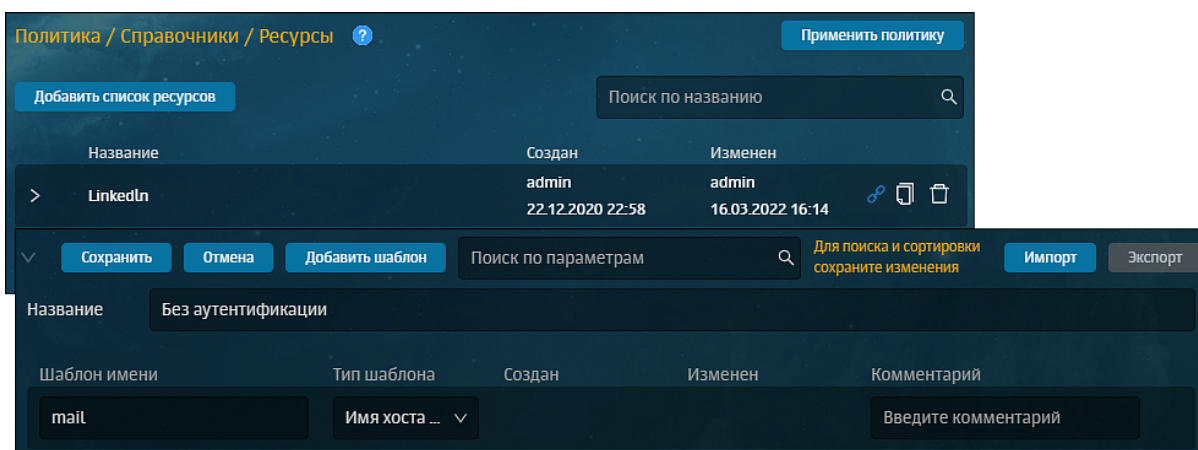 Политика / Справочники / Ресурсы ?
Применить политику
Добавить список ресурсов
Поиск по названию
Название Создан Изменен
LinkedIn admin admin
22.12.2020 22:58 16.03.2022 16:14
Сохранить Отмена Добавить шаблон Поиск по параметрам
Для поиска и сортировки
сохраните изменения
Импорт Экспорт
Название Без аутентификации
Шаблон имени Тип шаблона Создан Изменен Комментарий
mail Имя хоста ... Введите комментарий